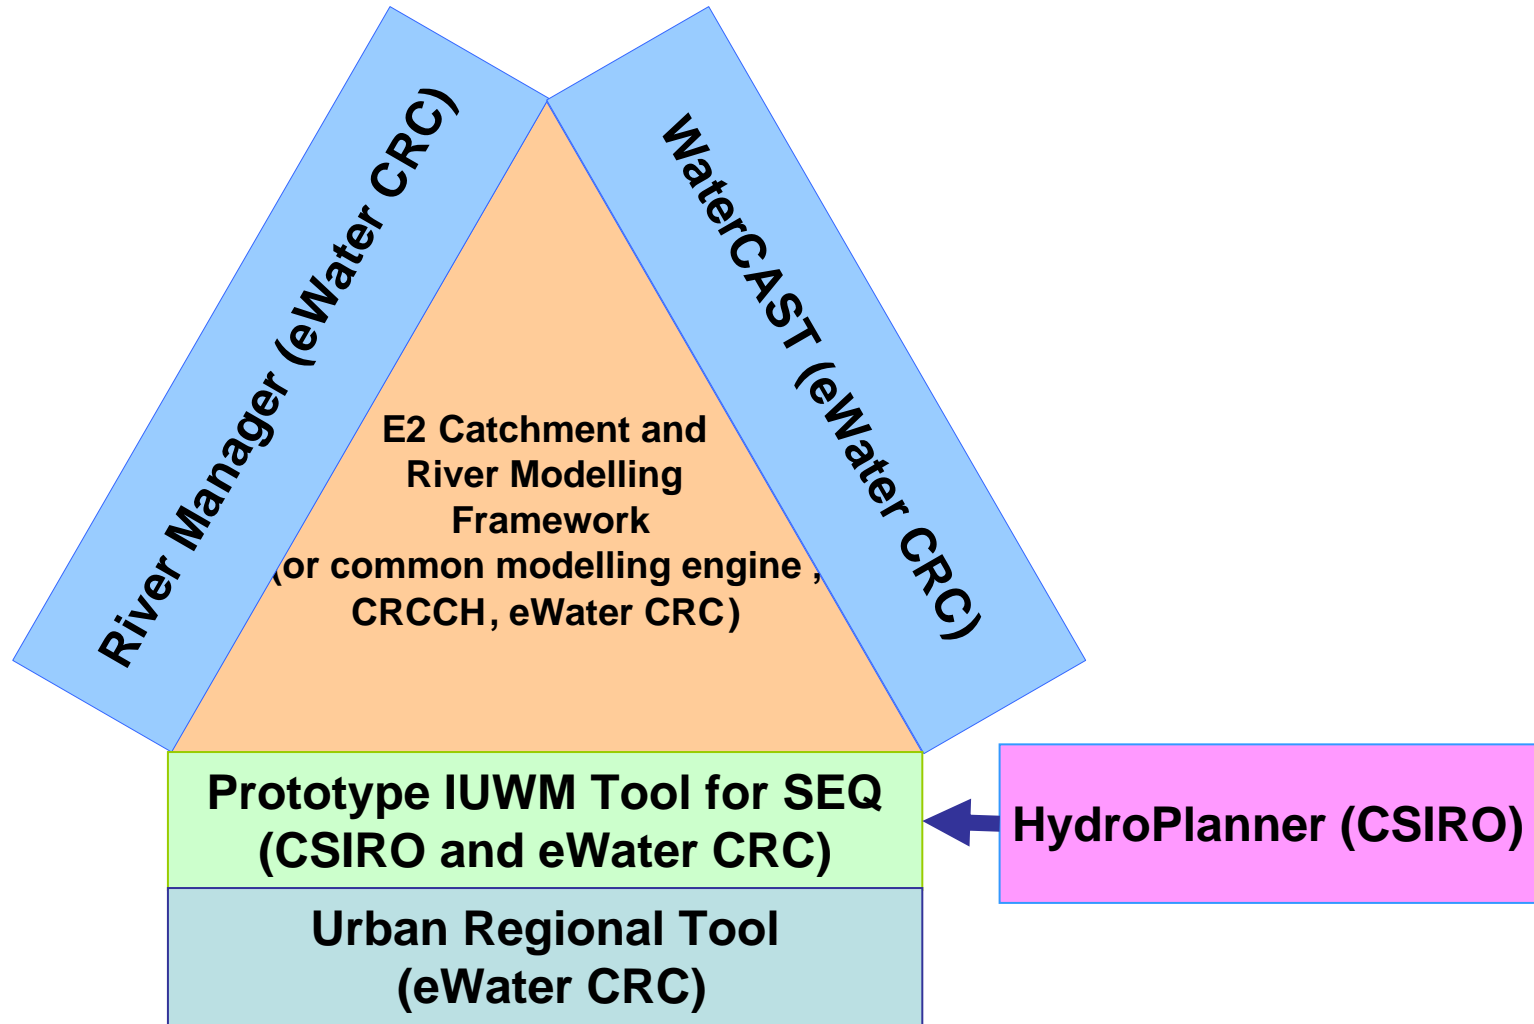 River Manager (eWater CRC)
WaterCAST (eWater CRC)
E2 Catchment and
River Modelling
Framework
(or common modelling engine ,
CRCCH, eWater CRC)
Prototype IUWM Tool for SEQ
(CSIRO and eWater CRC)
HydroPlanner (CSIRO)
Urban Regional Tool
(eWater CRC)